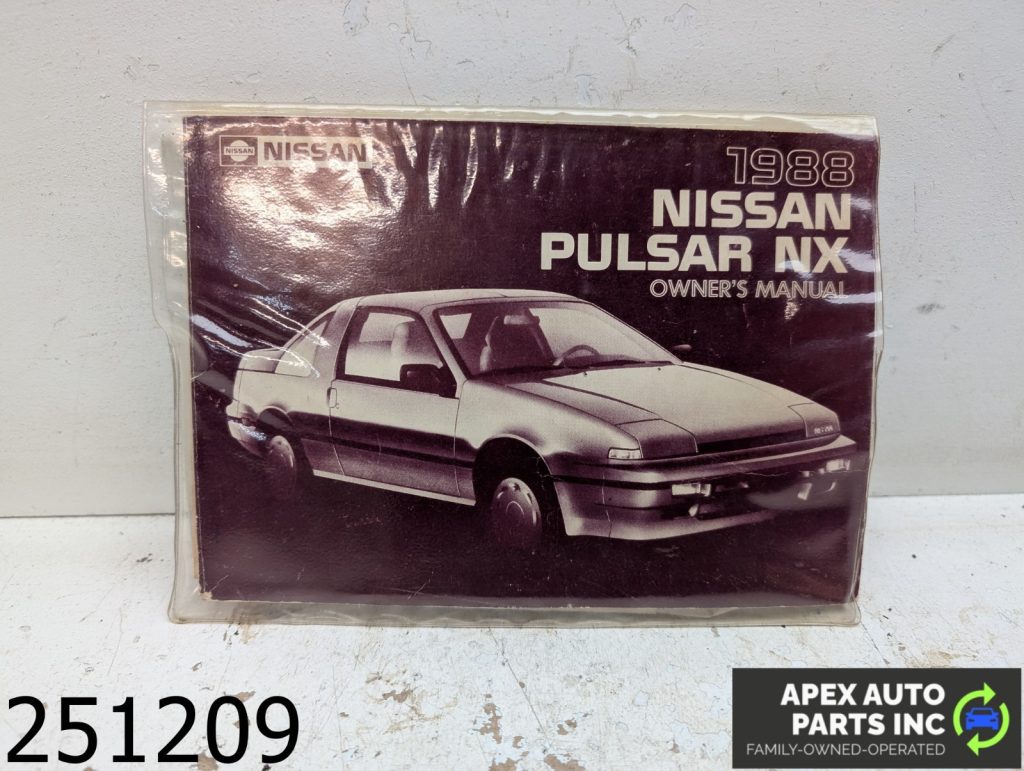 NISSAN NISSAN
1988
NISSAN
PULSAR NX
OWNER'S MANUAL
251209
APEX AUTO
PARTS INC
FAMILY-OWNED-OPERATED